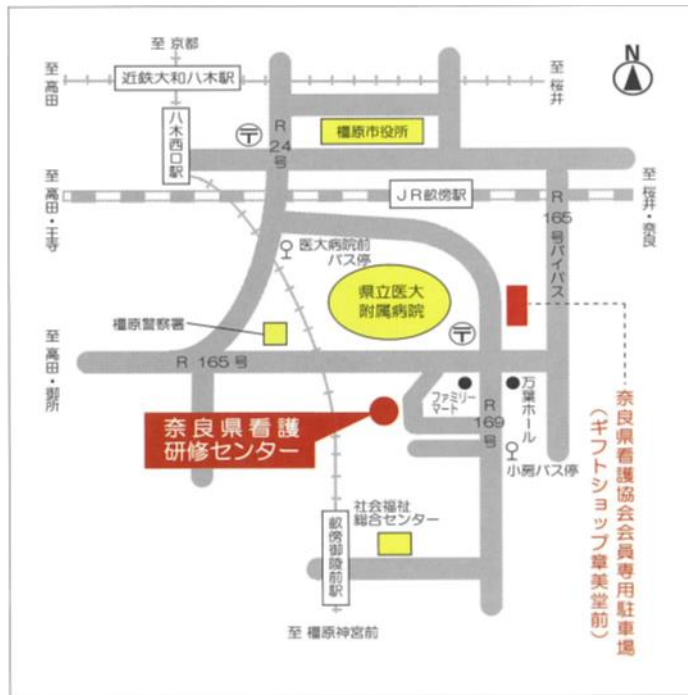 至 京都
N
至 高田
近鉄大和八木駅
至 桜井
八木西口駅
〒
R 24号
橿原市役所
至 高田・王寺
JR畝傍駅
R 165号バイパス
至 桜井・奈良
医大病院前
バス停
県立医大
附属病院
橿原警察署
〒
至 高田・御所
R 165号
ファミリー
マート
万葉ホール
R 169号
奈良県看護
研修センター
小房バス停
奈良県看護協会会員専用駐車場
(ギフトショップ章美堂前)
社会福祉
総合センター
畝傍御陵前駅
至 橿原神宮前